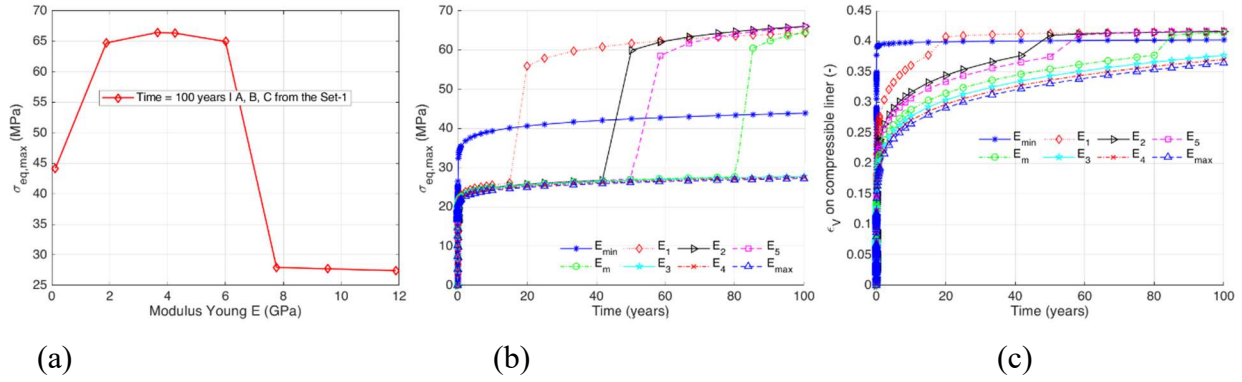 σeq,max (MPa)
70
65
60
55
50
45
40
35
30
25
Time = 100 years I A, B, C from the Set-1
0 2 4 6 8 10 12
Modulus Young E (GPa)
σeq,max (MPa)
70
60
50
40
30
20
10
0
Emin E1 E2 E5
Em E3 E4 Emax
0 20 40 60 80 100
Time (years)
ϵV on compressible liner (-)
0.45
0.4
0.35
0.3
0.25
0.2
0.15
0.1
0.05
0
Emin E1 E2 E5
Em E3 E4 Emax
0 20 40 60 80 100
Time (years)
(a) (b) (c)